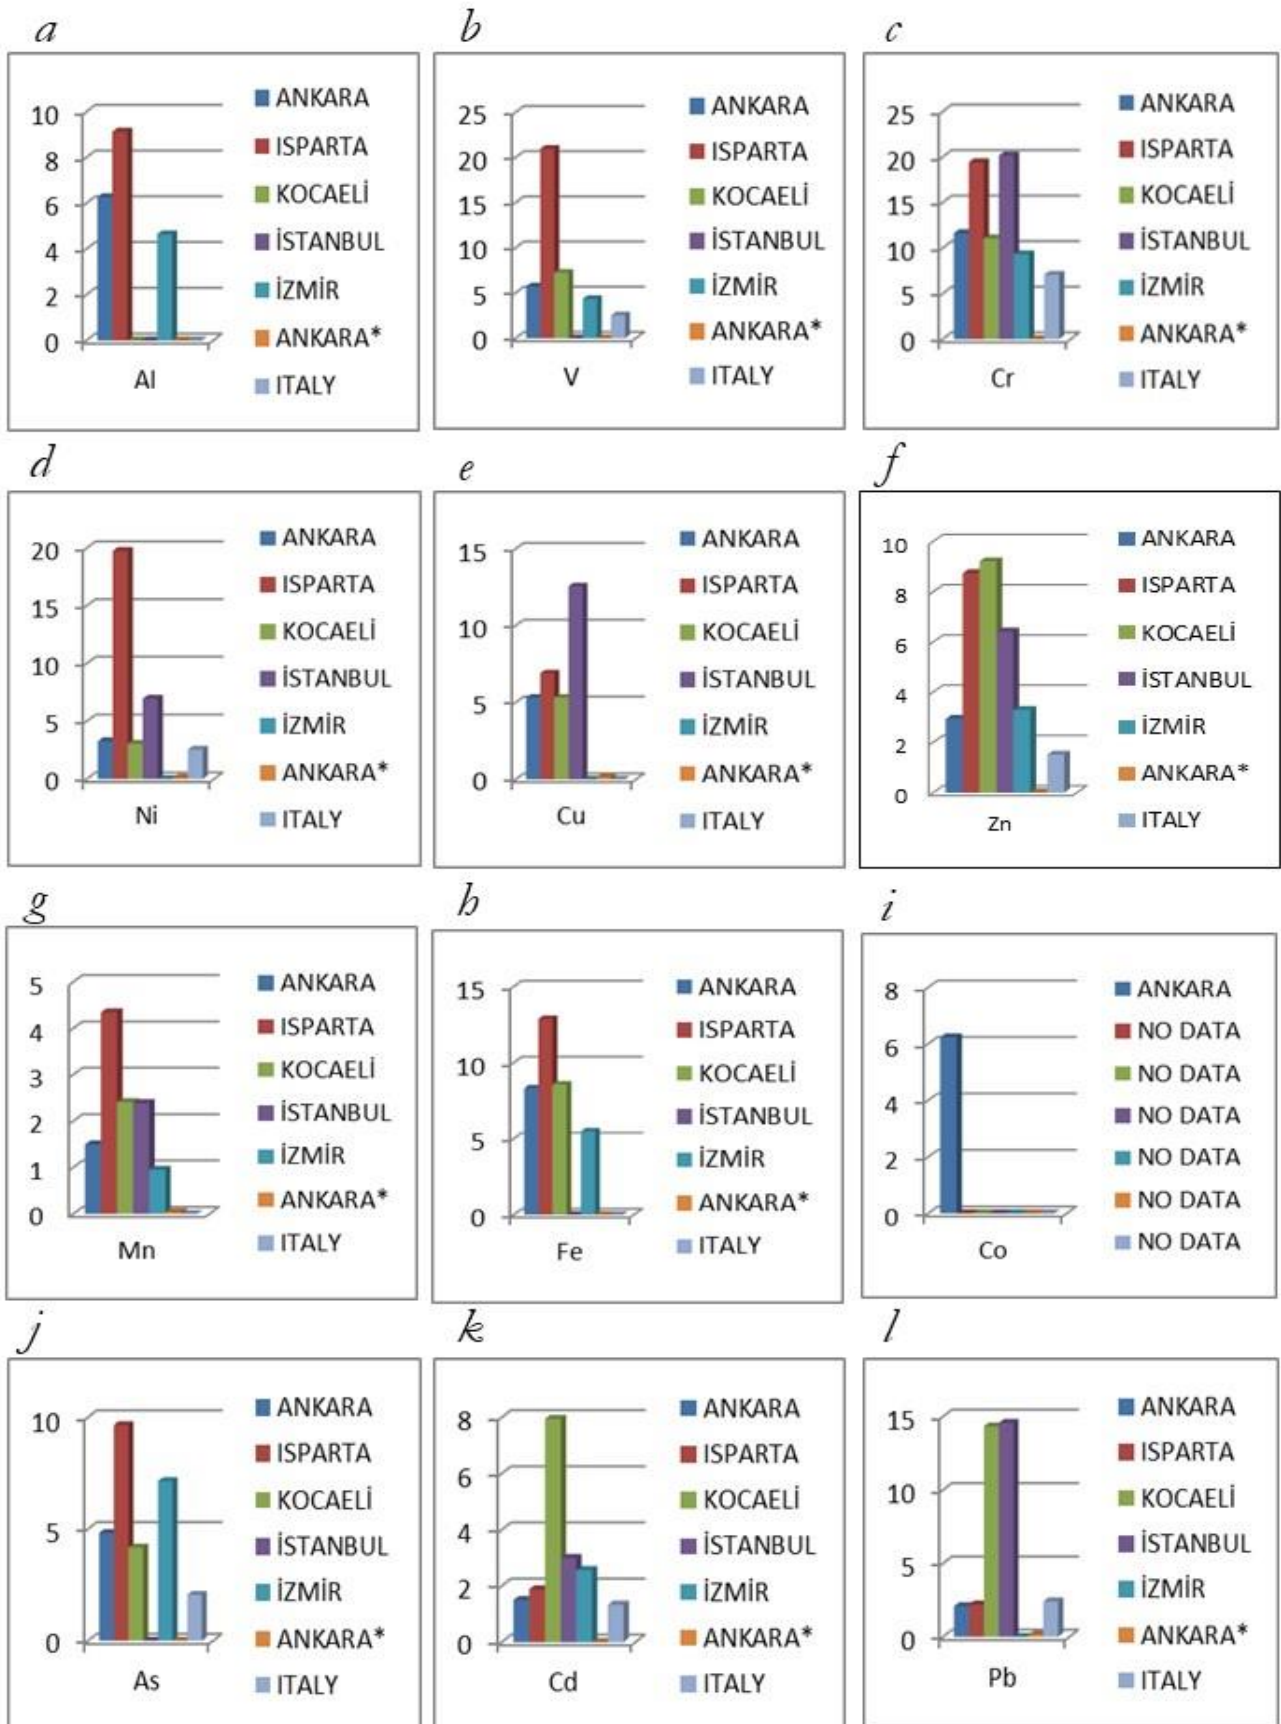 a
10
8
6
4
2
0
Al
ANKARA
ISPARTA
KOCAELİ
İSTANBUL
İZMİR
ANKARA*
ITALY
b
25
20
15
10
5
0
V
ANKARA
ISPARTA
KOCAELİ
İSTANBUL
İZMİR
ANKARA*
ITALY
c
25
20
15
10
5
0
Cr
ANKARA
ISPARTA
KOCAELİ
İSTANBUL
İZMİR
ANKARA*
ITALY
d
20
15
10
5
0
Ni
ANKARA
ISPARTA
KOCAELİ
İSTANBUL
İZMİR
ANKARA*
ITALY
e
15
10
5
0
Cu
ANKARA
ISPARTA
KOCAELİ
İSTANBUL
İZMİR
ANKARA*
ITALY
f
10
8
6
4
2
0
Zn
ANKARA
ISPARTA
KOCAELİ
İSTANBUL
İZMİR
ANKARA*
ITALY
g
5
4
3
2
1
0
Mn
ANKARA
ISPARTA
KOCAELİ
İSTANBUL
İZMİR
ANKARA*
ITALY
h
15
10
5
0
Fe
ANKARA
ISPARTA
KOCAELİ
İSTANBUL
İZMİR
ANKARA*
ITALY
i
8
6
4
2
0
Co
ANKARA
NO DATA
NO DATA
NO DATA
NO DATA
NO DATA
NO DATA
j
10
5
0
As
ANKARA
ISPARTA
KOCAELİ
İSTANBUL
İZMİR
ANKARA*
ITALY
k
8
6
4
2
0
Cd
ANKARA
ISPARTA
KOCAELİ
İSTANBUL
İZMİR
ANKARA*
ITALY
l
15
10
5
0
Pb
ANKARA
ISPARTA
KOCAELİ
İSTANBUL
İZMİR
ANKARA*
ITALY